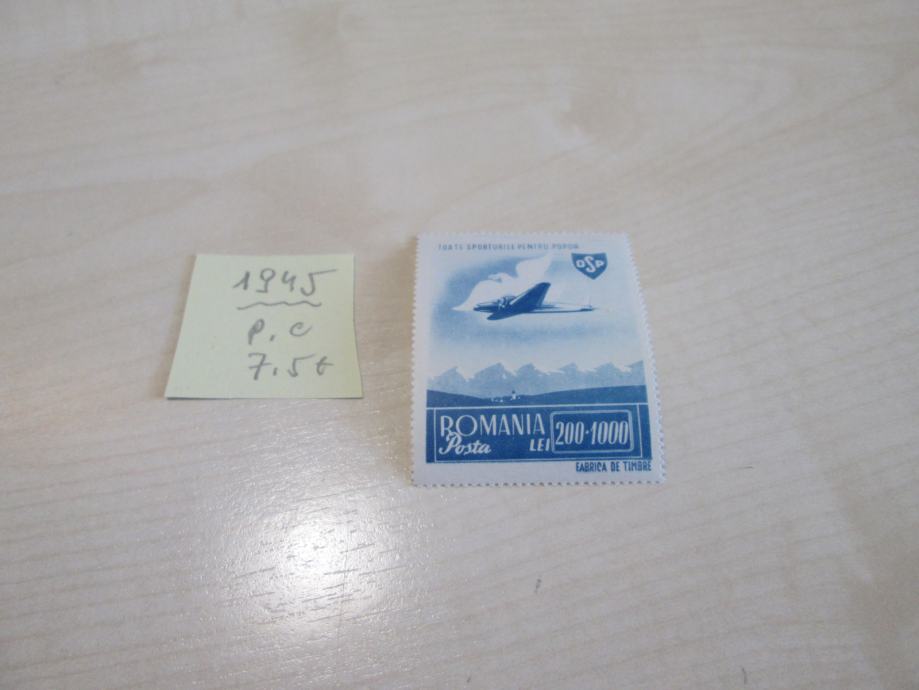 1945
P.C
7.5€
TOATE SPORTURILE PENTRU POPOR
OSP
ROMANIA
Posta
LEI 200·1000
FABRICA DE TIMBRE